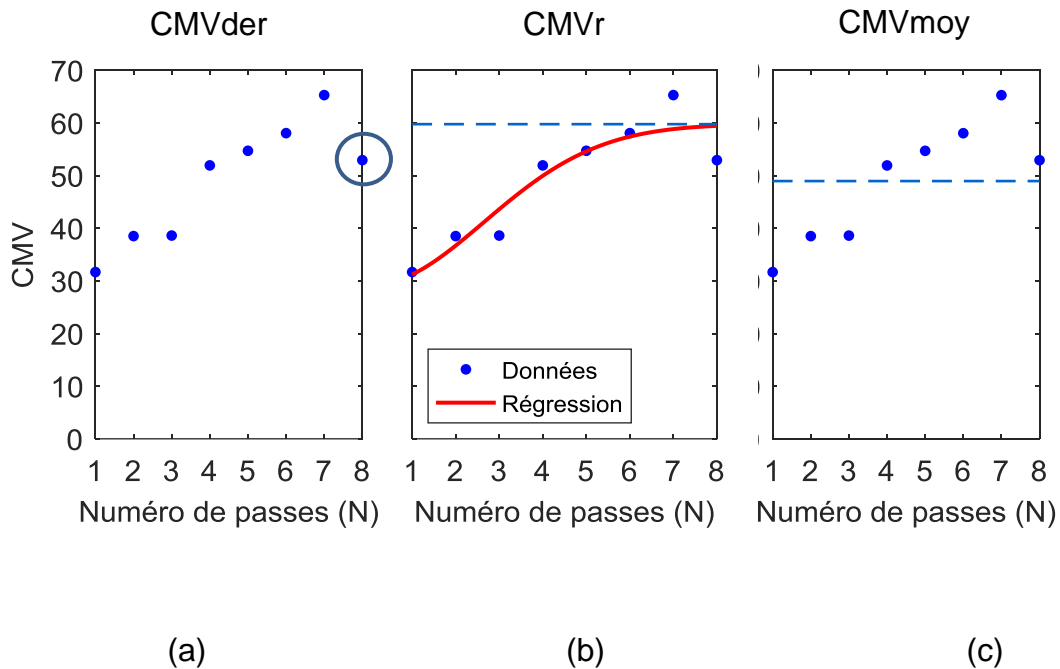 CMVder
CMVr
CMVmoy
70
60
50
40
30
20
10
0
CMV
Données
Régression
1 2 3 4 5 6 7 8
1 2 3 4 5 6 7 8
1 2 3 4 5 6 7 8
Numéro de passes (N)
Numéro de passes (N)
Numéro de passes (N)
(a)
(b)
(c)